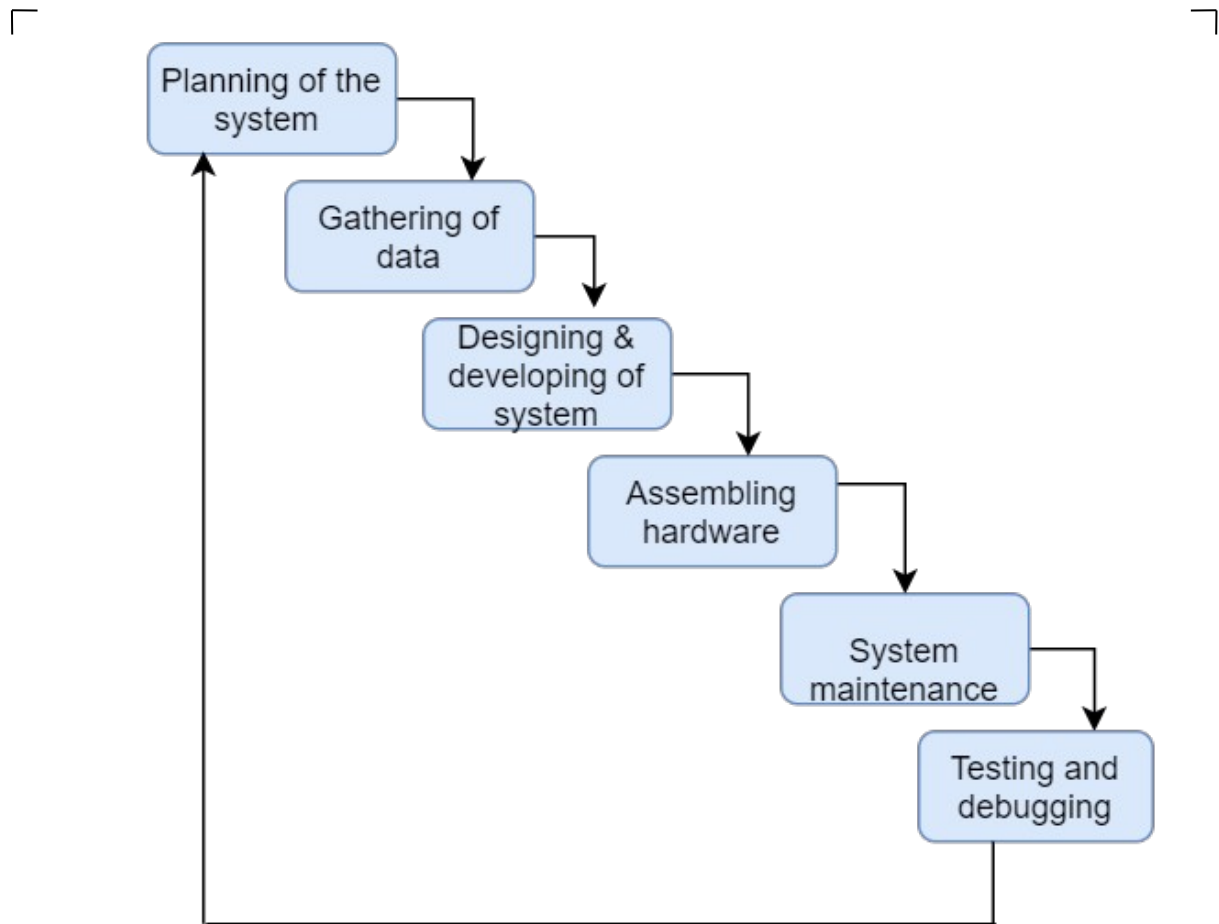 Planning of the
system
Gathering of
data
Designing &
developing of
system
Assembling
hardware
System
maintenance
Testing and
debugging